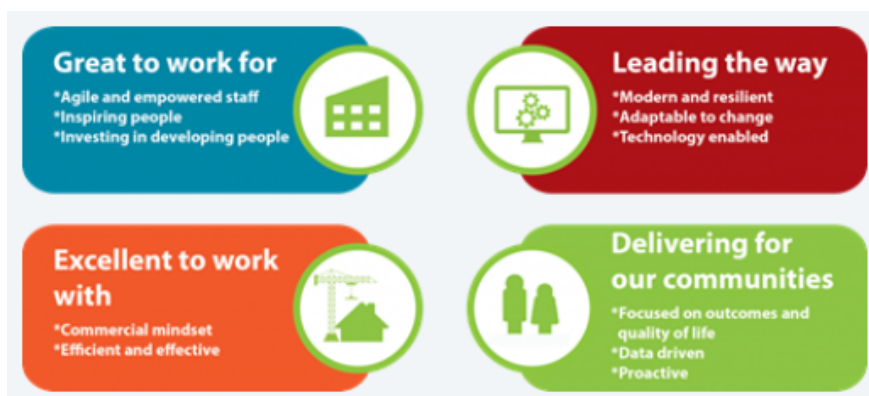 Great to work for
*Agile and empowered staff
*Inspiring people
*Investing in developing people
Leading the way
*Modern and resilient
*Adaptable to change
*Technology enabled
Excellent to work
with
*Commercial mindset
*Efficient and effective
Delivering for
our communities
*Focused on outcomes and
quality of life
*Data driven
*Proactive